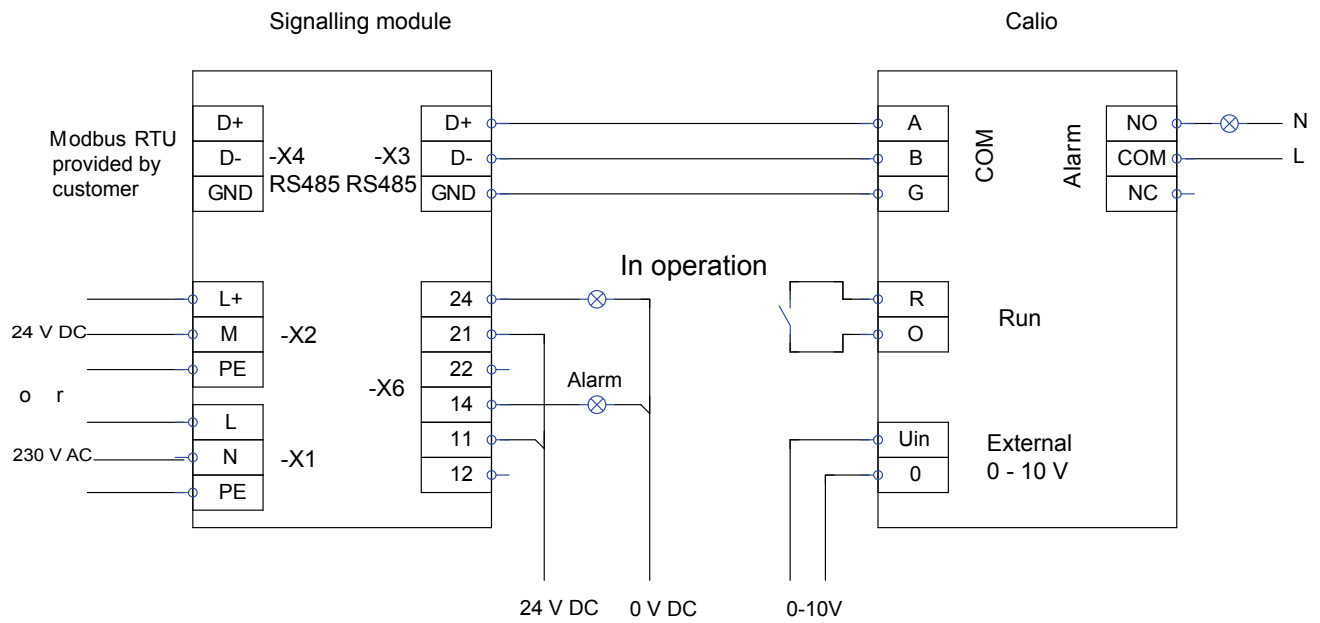 Signalling module
Calio
Modbus RTU
provided by
customer
D+
D-
GND
-X4
RS485
-X3
RS485
D+
D-
GND
A
B
G
COM
Alarm
NO
COM
NC
N
L
24 V DC
L+
M
PE
-X2
o r
230 V AC
L
N
PE
-X1
-X6
24
21
22
14
11
12
In operation
Alarm
R
O
Run
Uin
0
External
0 - 10 V
24 V DC
0 V DC
0-10V